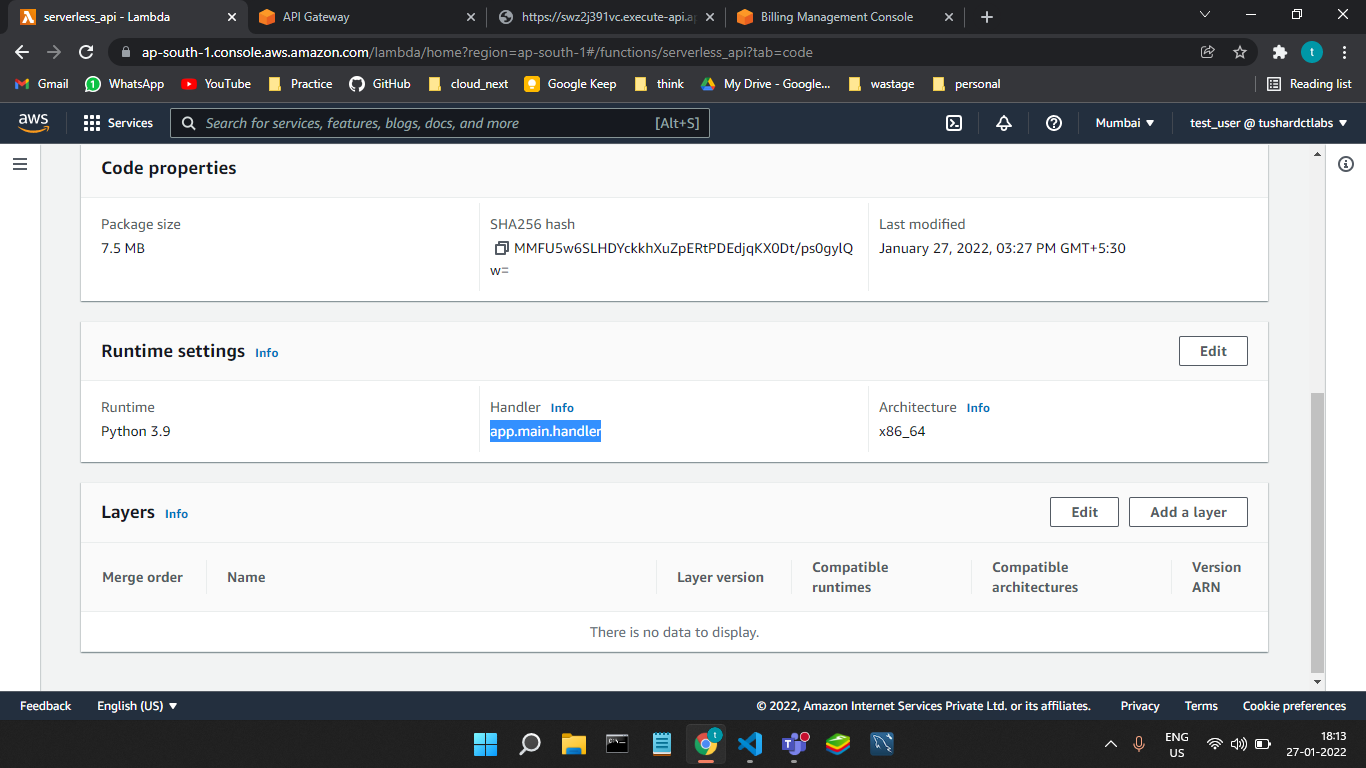 serverless_api - Lambda
API Gateway
https://swz2j391vc.execute-api.ap
Billing Management Console
ap-south-1.console.aws.amazon.com/lambda/home?region=ap-south-1#/functions/serverless_api?tab=code
t
Gmail
1
WhatsApp
YouTube
Practice
GitHub
cloud_next
Google Keep
think
My Drive - Google...
wastage
personal
Reading list
aws
Services
Search for services, features, blogs, docs, and more
[Alt+S]
Mumbai
test_user @ tushardctlabs
Code properties
Package size
SHA256 hash
Last modified
7.5 MB
MMFU5w6SLHDYckkhXuZpERtPDEdjqKX0Dt/ps0gylQ
w=
January 27, 2022, 03:27 PM GMT+5:30
Runtime settings Info
Edit
Runtime
Handler Info
Architecture Info
Python 3.9
app.main.handler
x86_64
Layers Info
Edit
Add a layer
Merge order
Name
Layer version
Compatible
runtimes
Compatible
architectures
Version
ARN
There is no data to display.
Feedback
English (US)
© 2022, Amazon Internet Services Private Ltd. or its affiliates.
Privacy
Terms
Cookie preferences
t
ENG
US
18:13
27-01-2022